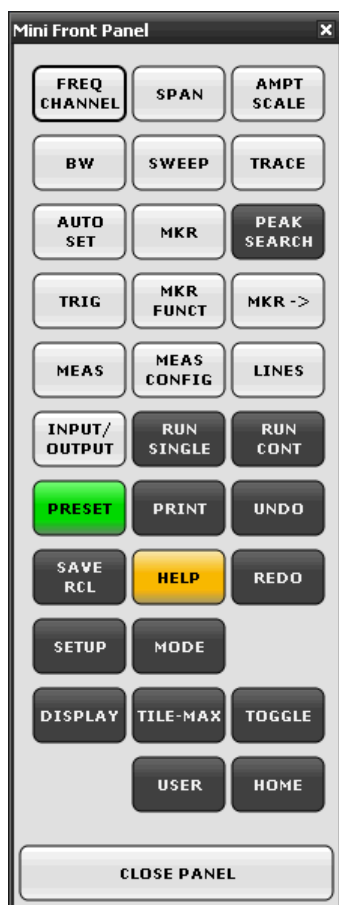 Mini Front Panel
FREQ
CHANNEL
SPAN
AMPT
SCALE
BW
SWEEP
TRACE
AUTO
SET
MKR
PEAK
SEARCH
TRIG
MKR
FUNCT
MKR ->
MEAS
MEAS
CONFIG
LINES
INPUT/
OUTPUT
RUN
SINGLE
RUN
CONT
PRESET
PRINT
UNDO
SAVE
RCL
HELP
REDO
SETUP
MODE
DISPLAY
TILE-MAX
TOGGLE
USER
HOME
CLOSE PANEL